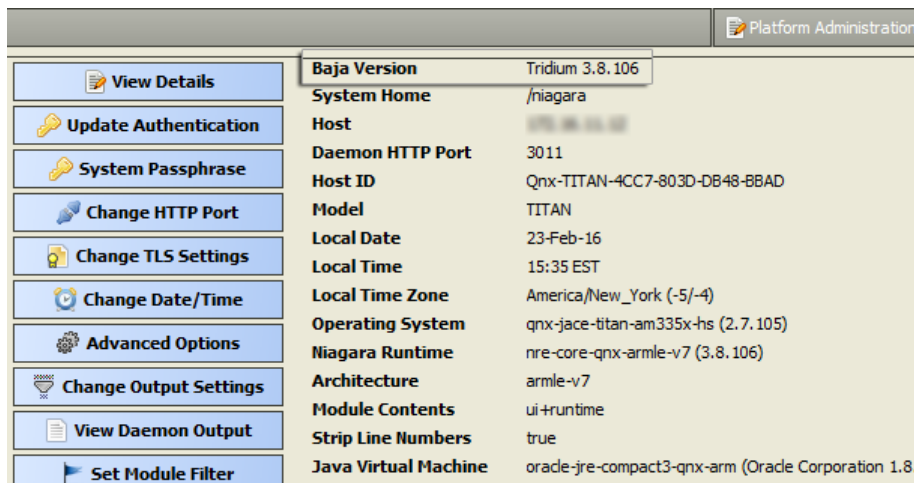 Platform Administration
View Details
Update Authentication
System Passphrase
Change HTTP Port
Change TLS Settings
Change Date/Time
Advanced Options
Change Output Settings
View Daemon Output
Set Module Filter
Baja Version Tridium 3.8.106
System Home /niagara
Host
Daemon HTTP Port 3011
Host ID Qnx-TITAN-4CC7-803D-DB48-BBAD
Model TITAN
Local Date 23-Feb-16
Local Time 15:35 EST
Local Time Zone America/New_York (-5/-4)
Operating System qnx-jace-titan-am335x-hs (2.7.105)
Niagara Runtime nre-core-qnx-armle-v7 (3.8.106)
Architecture armle-v7
Module Contents ui+runtime
Strip Line Numbers true
Java Virtual Machine oracle-jre-compact3-qnx-arm (Oracle Corporation 1.8